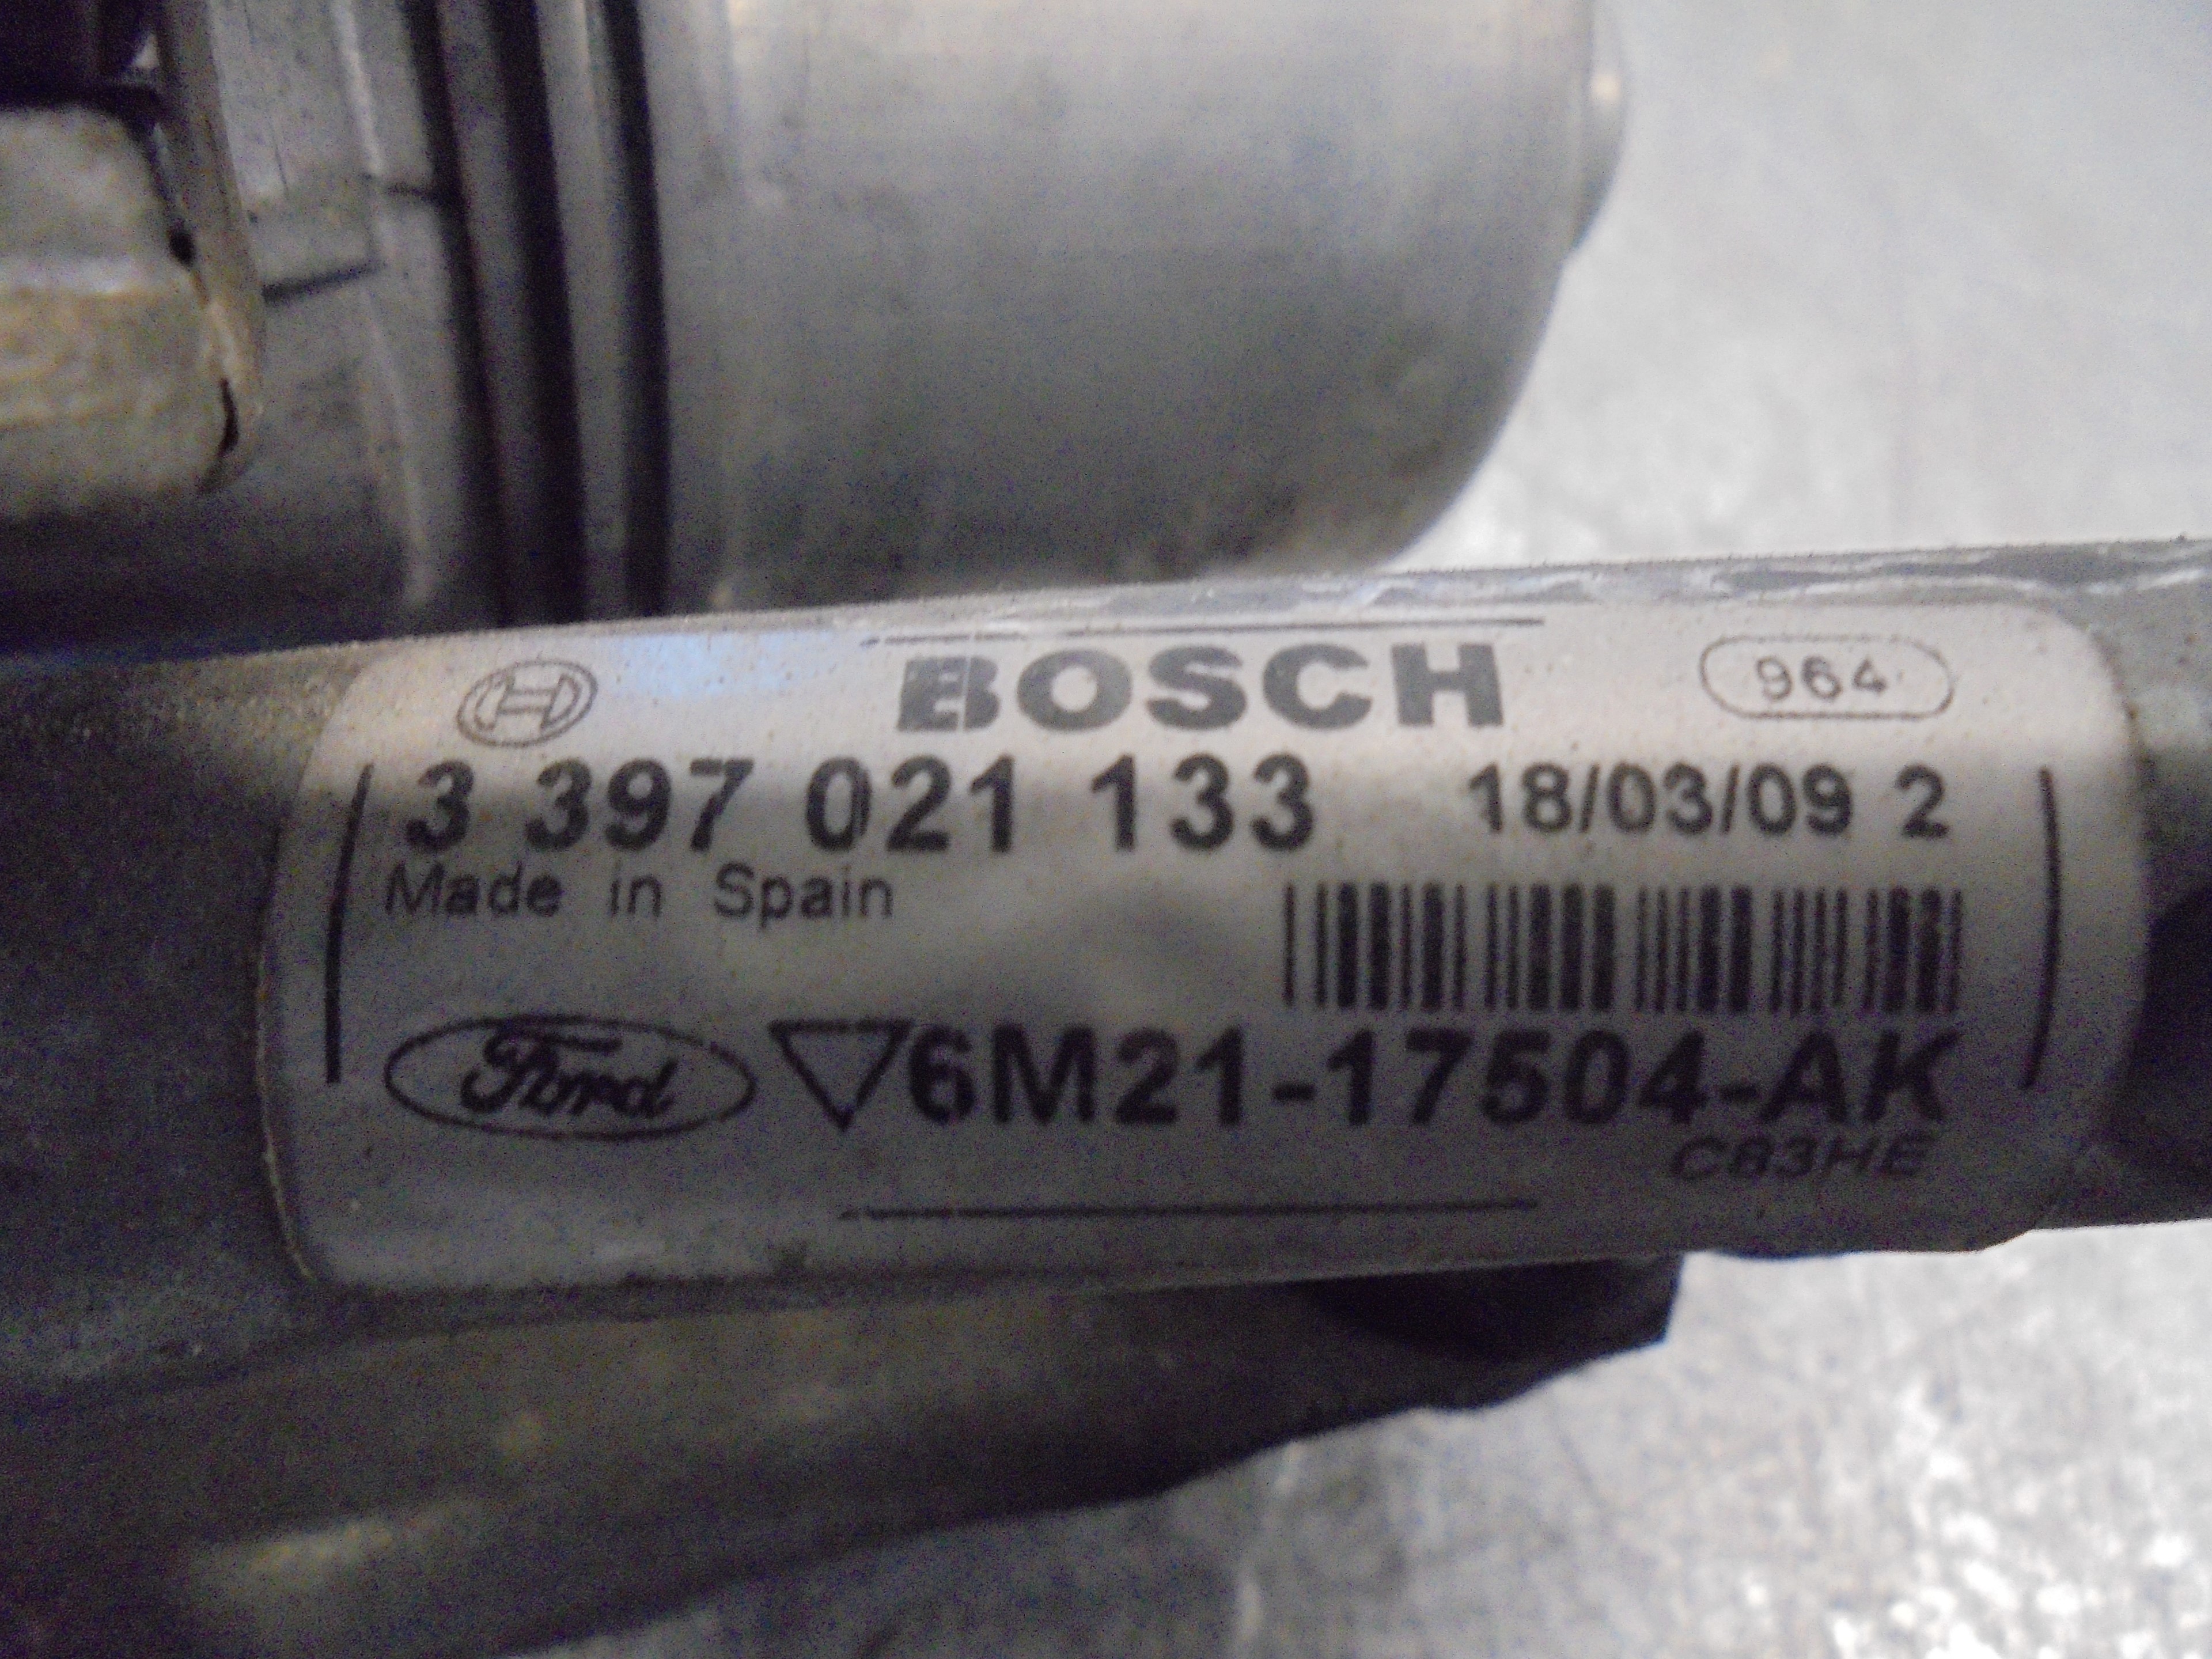 BOSCH 964
3 397 021 133 18/03/09 2
Made in Spain
Ford 6M21-17504-AK
C83HE